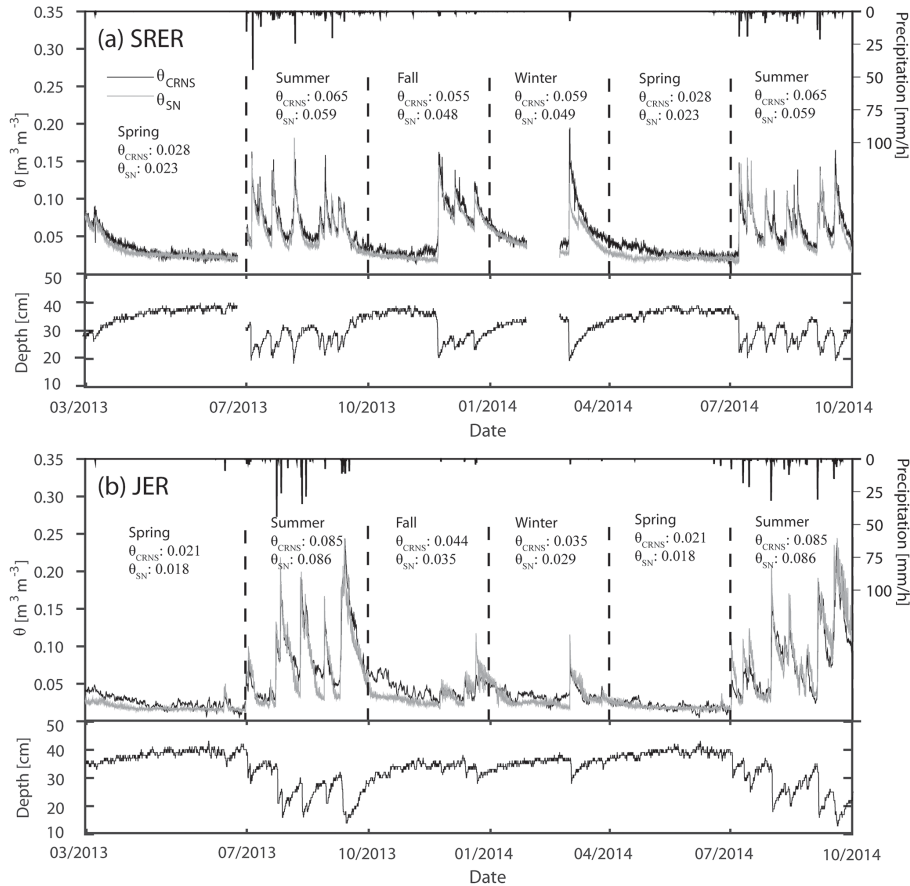 0.35
0.30
0.25
0.20
0.15
0.10
0.05
θ [m³ m⁻³]
(a) SRER
θCRNS
θSN
Spring
θCRNS: 0.028
θSN: 0.023
Summer
θCRNS: 0.065
θSN: 0.059
Fall
θCRNS: 0.055
θSN: 0.048
Winter
θCRNS: 0.059
θSN: 0.049
Spring
θCRNS: 0.028
θSN: 0.023
Summer
θCRNS: 0.065
θSN: 0.059
0
25
50
75
100
Precipitation [mm/h]
50
40
30
20
10
Depth [cm]
03/2013 07/2013 10/2013 01/2014 04/2014 07/2014 10/2014
Date
0.35
0.30
0.25
0.20
0.15
0.10
0.05
θ [m³ m⁻³]
(b) JER
Spring
θCRNS: 0.021
θSN: 0.018
Summer
θCRNS: 0.085
θSN: 0.086
Fall
θCRNS: 0.044
θSN: 0.035
Winter
θCRNS: 0.035
θSN: 0.029
Spring
θCRNS: 0.021
θSN: 0.018
Summer
θCRNS: 0.085
θSN: 0.086
0
25
50
75
100
Precipitation [mm/h]
50
40
30
20
10
Depth [cm]
03/2013 07/2013 10/2013 01/2014 04/2014 07/2014 10/2014
Date